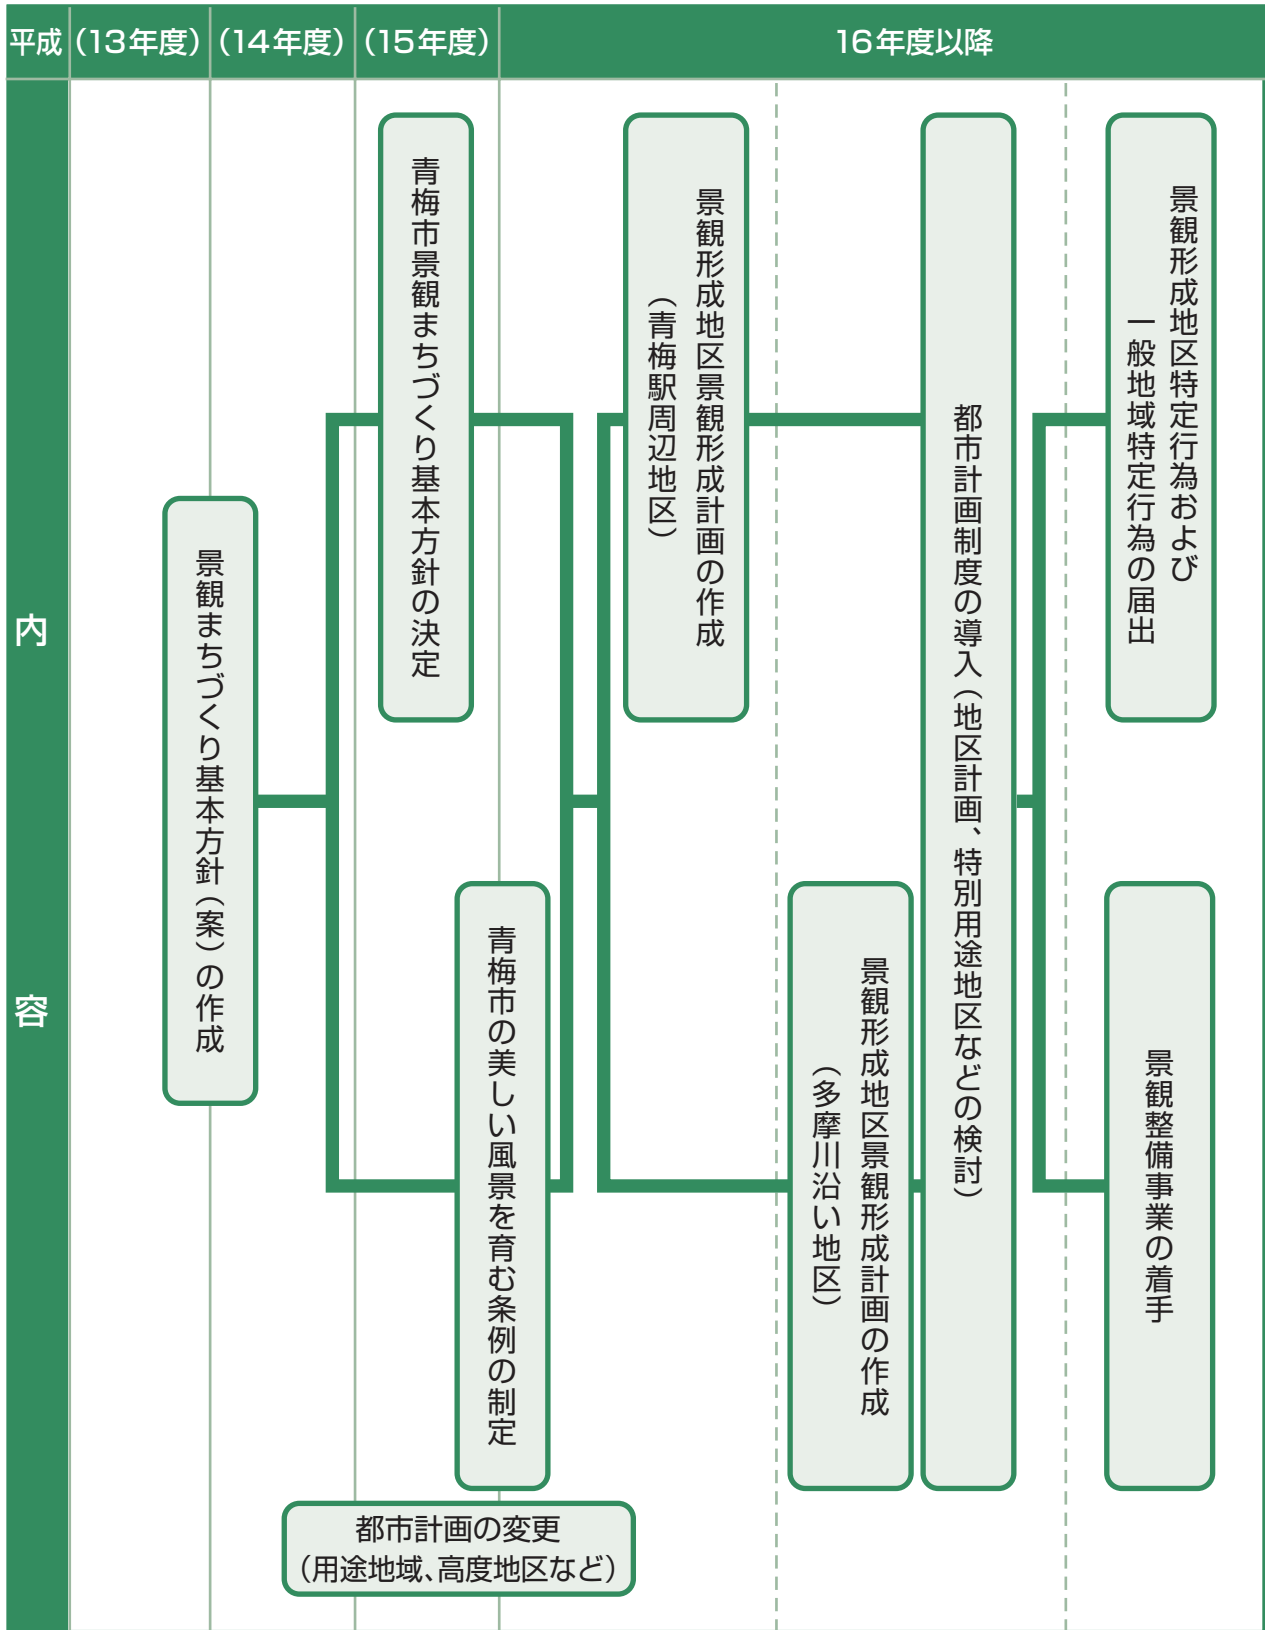 平成
（13年度）
（14年度）
（15年度）
16年度以降
内容
景観まちづくり基本方針（案）の作成
青梅市景観まちづくり基本方針の決定
青梅市の美しい風景を育む条例の制定
都市計画の変更
（用途地域、高度地区など）
景観形成地区景観形成計画の作成
（青梅駅周辺地区）
景観形成地区景観形成計画の作成
（多摩川沿い地区）
都市計画制度の導入（地区計画、特別用途地区などの検討）
景観形成地区特定行為および
一般地域特定行為の届出
景観整備事業の着手